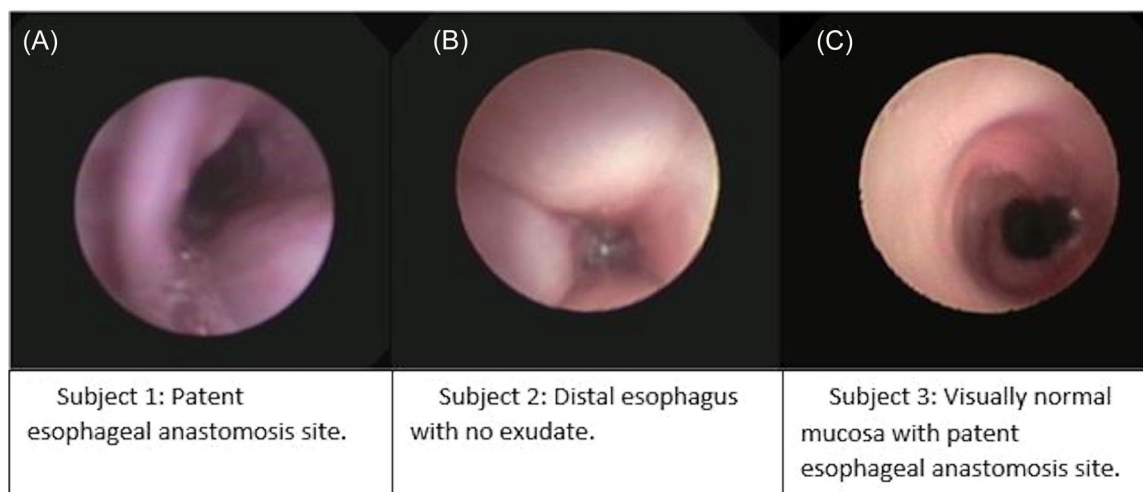 (A)
(B)
(C)
Subject 1: Patent
esophageal anastomosis site.
Subject 2: Distal esophagus
with no exudate.
Subject 3: Visually normal
mucosa with patent
esophageal anastomosis site.